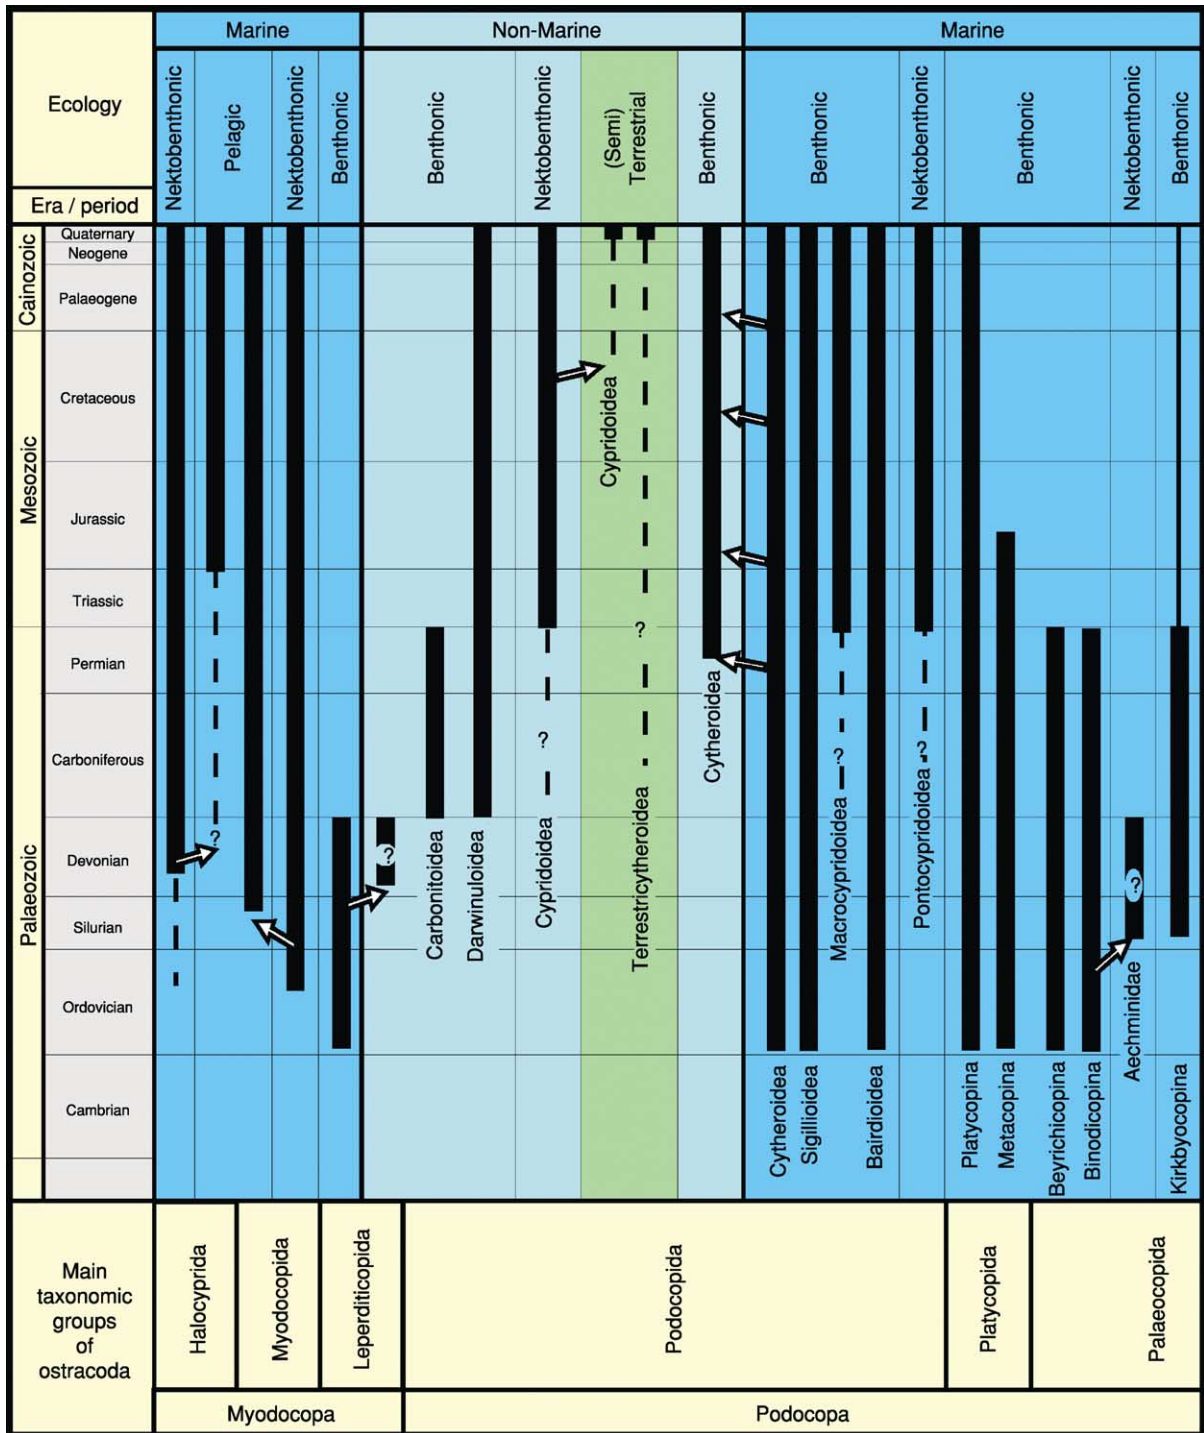 Marine
Non-Marine
Marine
Ecology
Nektobenthonic
Pelagic
Nektobenthonic
Benthonic
Benthonic
Nektobenthonic
(Semi)
Terrestrial
Benthonic
Benthonic
Nektobenthonic
Benthonic
Nektobenthonic
Benthonic
Era / period
Cainozoic
Quaternary
Neogene
Palaeogene
Mesozoic
Cretaceous
Jurassic
Triassic
Palaeozoic
Permian
Carboniferous
Devonian
Silurian
Ordovician
Cambrian
?
?
Carbonitoidea
Darwinuloidea
?
Cypridoidea
Cypridoidea
?
Terrestricytheroidea
Cytheroidea
Cytheroidea
Sigillioidea
?
Macrocypridoidea
Bairdioidea
?
Pontocypridoidea
Platycopina
Metacopina
Beyrichicopina
Binodicopina
?
Aechminidae
Kirkbyocopina
Main
taxonomic
groups
of
ostracoda
Halocyprida
Myodocopida
Leperditicopida
Podocopida
Platycopida
Palaeocopida
Myodocopa
Podocopa